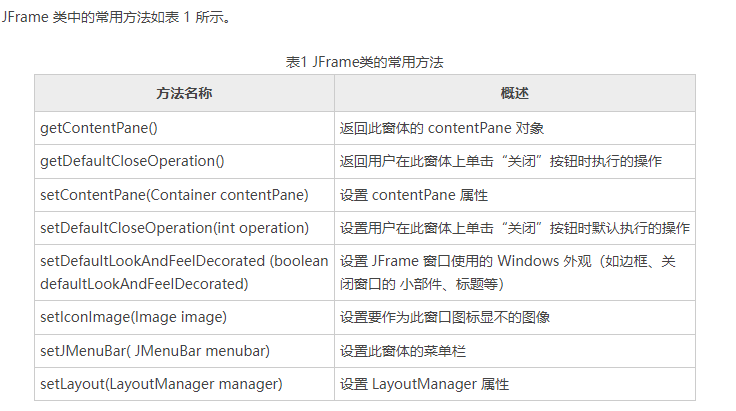 JFrame 类中的常用方法如表 1 所示。
表1 JFrame类的常用方法
方法名称 概述
getContentPane() 返回此窗体的 contentPane 对象
getDefaultCloseOperation() 返回用户在此窗体上单击“关闭”按钮时执行的操作
setContentPane(Container contentPane) 设置 contentPane 属性
setDefaultCloseOperation(int operation) 设置用户在此窗体上单击“关闭”按钮时默认执行的操作
setDefaultLookAndFeelDecorated (boolean 设置 JFrame 窗口使用的 Windows 外观（如边框、关
defaultLookAndFeelDecorated) 闭窗口的 小部件、标题等）
setIconImage(Image image) 设置要作为此窗口图标显不的图像
setJMenuBar( JMenuBar menubar) 设置此窗体的菜单栏
setLayout(LayoutManager manager) 设置 LayoutManager 属性